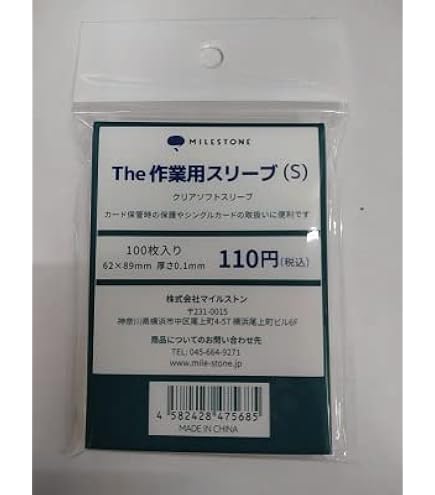 MILESTONE
The 作業用スリーブ (S)
クリアソフトスリーブ
カード保管時の保護やシングルカードの取扱いに便利です
100枚入り
62×89mm 厚さ0.1mm
110円(税込)
株式会社マイルストン
〒231-0015
神奈川県横浜市中区尾上町4-57 横浜尾上町ビル6F
商品についてのお問い合わせ先
TEL: 045-664-9271
www.mile-stone.jp
4 582428 475685
MADE IN CHINA